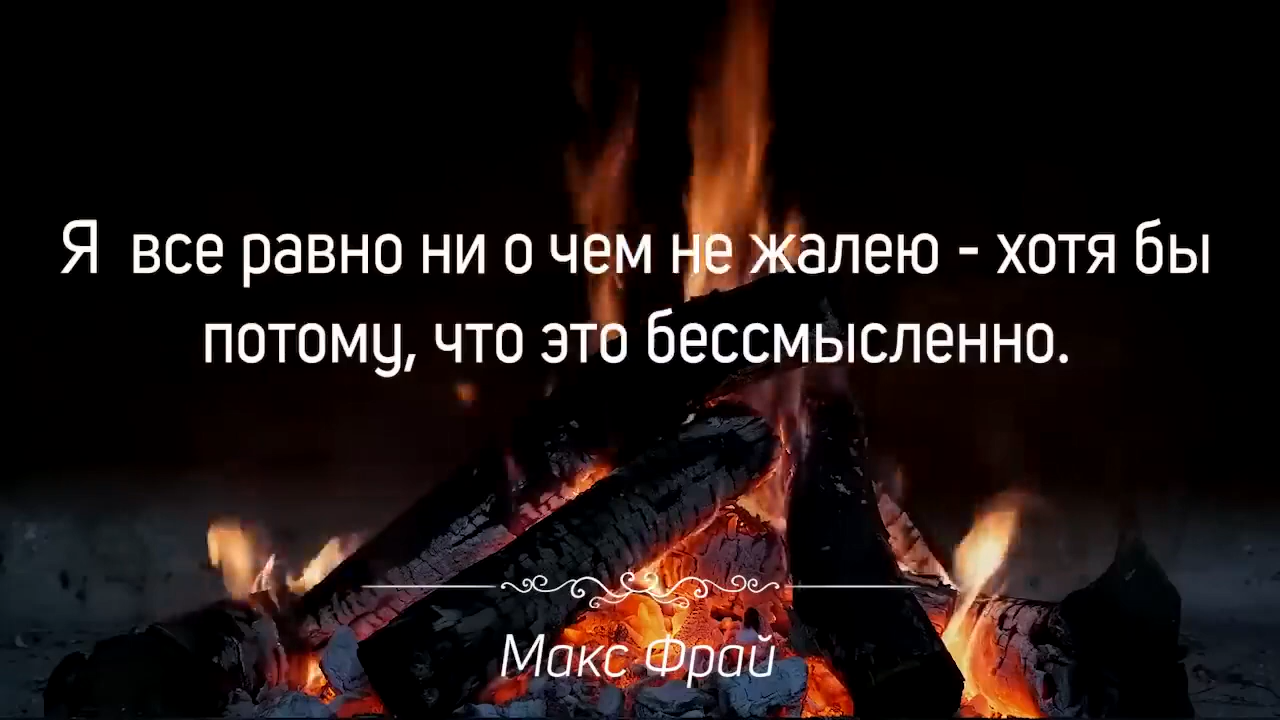 Я все равно ни о чем не жалею - хотя бы
потому, что это бессмысленно.
Макс Фрай